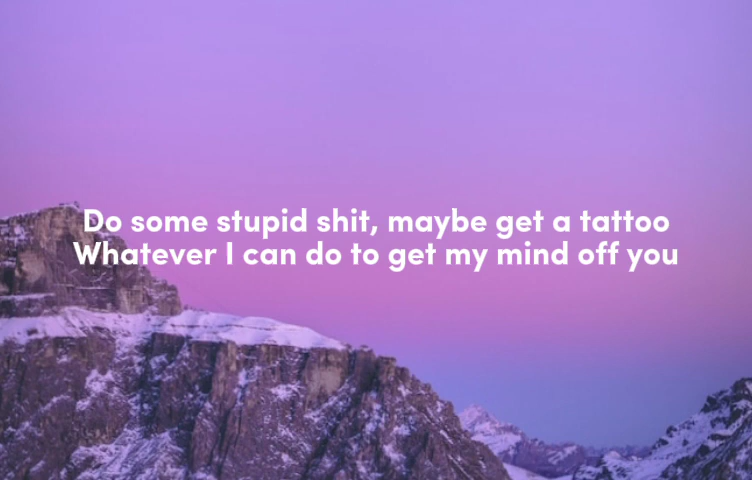 Do some stupid shit, maybe get a tattoo
Whatever I can do to get my mind off you